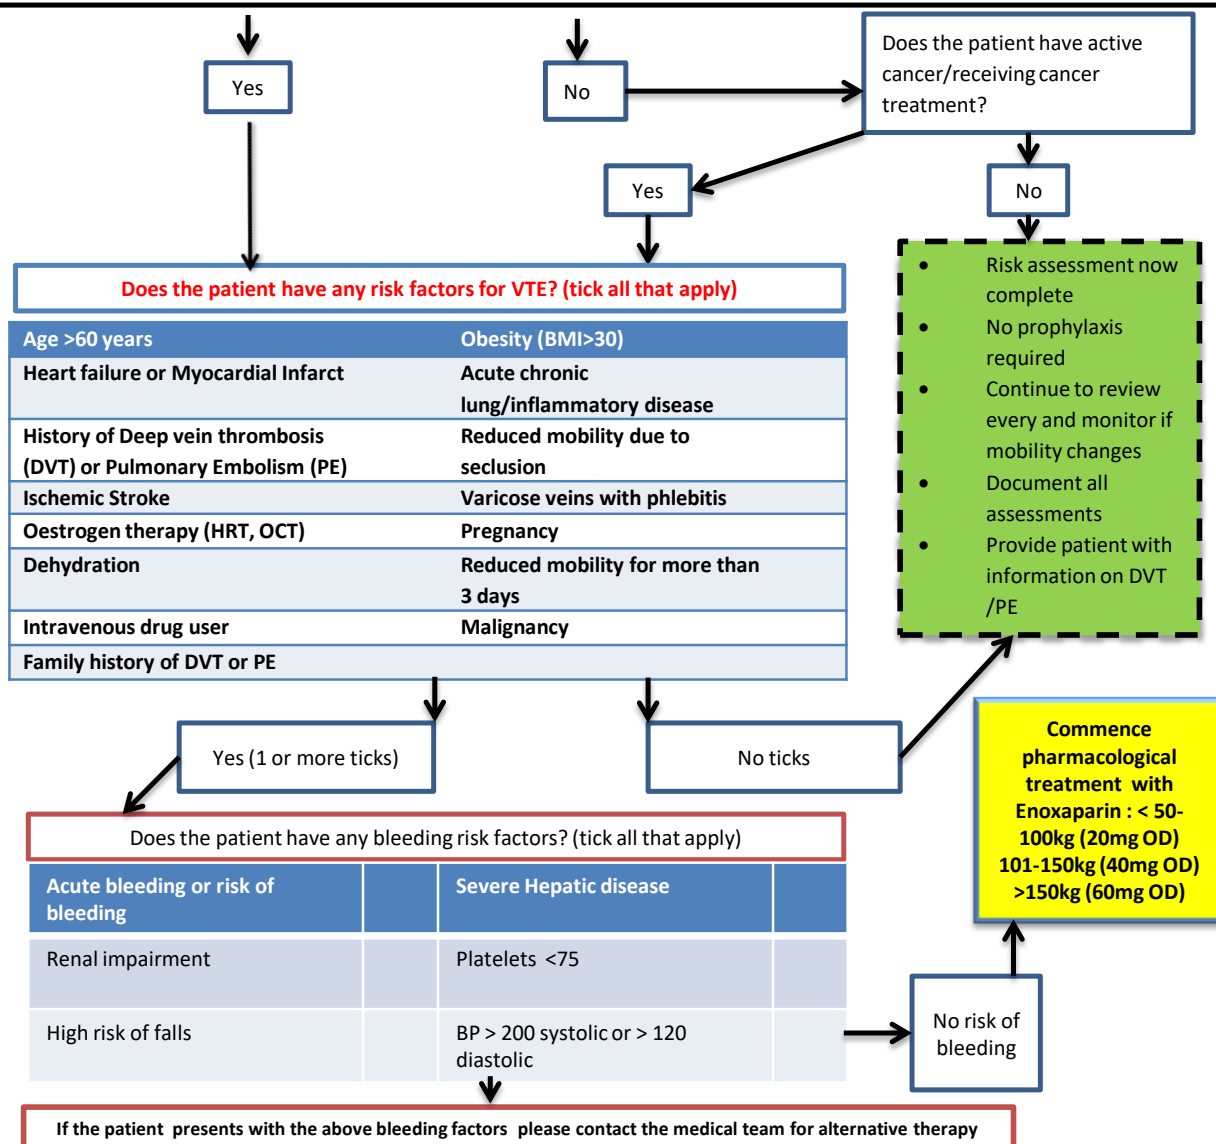 Yes
No
Does the patient have active
cancer/receiving cancer
treatment?
Yes
No
Does the patient have any risk factors for VTE? (tick all that apply)
Age >60 years
Obesity (BMI>30)
Heart failure or Myocardial Infarct
Acute chronic
lung/inflammatory disease
History of Deep vein thrombosis
(DVT) or Pulmonary Embolism (PE)
Reduced mobility due to
seclusion
Ischemic Stroke
Varicose veins with phlebitis
Oestrogen therapy (HRT, OCT)
Pregnancy
Dehydration
Reduced mobility for more than
3 days
Intravenous drug user
Malignancy
Family history of DVT or PE
• Risk assessment now
complete
• No prophylaxis
required
• Continue to review
every and monitor if
mobility changes
• Document all
assessments
• Provide patient with
information on DVT
/PE
Yes (1 or more ticks)
No ticks
Commence
pharmacological
treatment with
Enoxaparin : < 50-
100kg (20mg OD)
101-150kg (40mg OD)
>150kg (60mg OD)
Does the patient have any bleeding risk factors? (tick all that apply)
Acute bleeding or risk of
bleeding
Severe Hepatic disease
Renal impairment
Platelets <75
High risk of falls
BP > 200 systolic or > 120
diastolic
No risk of
bleeding
If the patient presents with the above bleeding factors please contact the medical team for alternative therapy